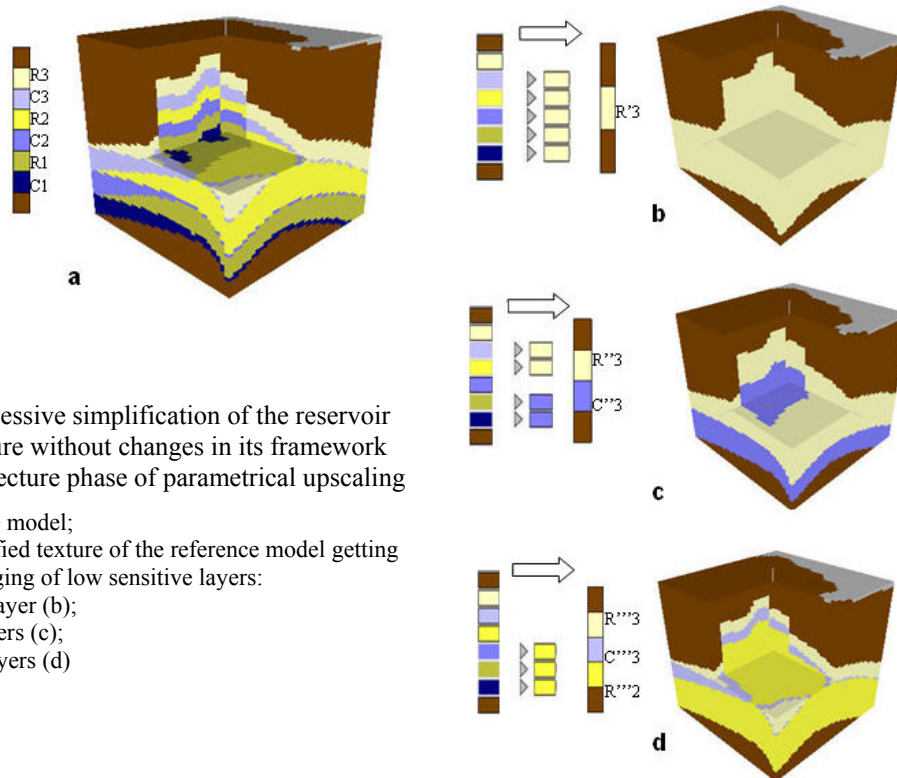 R3
C3
R2
C2
R1
C1
a
R'3
b
R''3
C''3
c
essive simplification of the reservoir
ure without changes in its framework
ecture phase of parametrical upscaling
model;
fied texture of the reference model getting
ging of low sensitive layers:
ayer (b);
ers (c);
yers (d)
R'''3
C'''3
R'''2
d